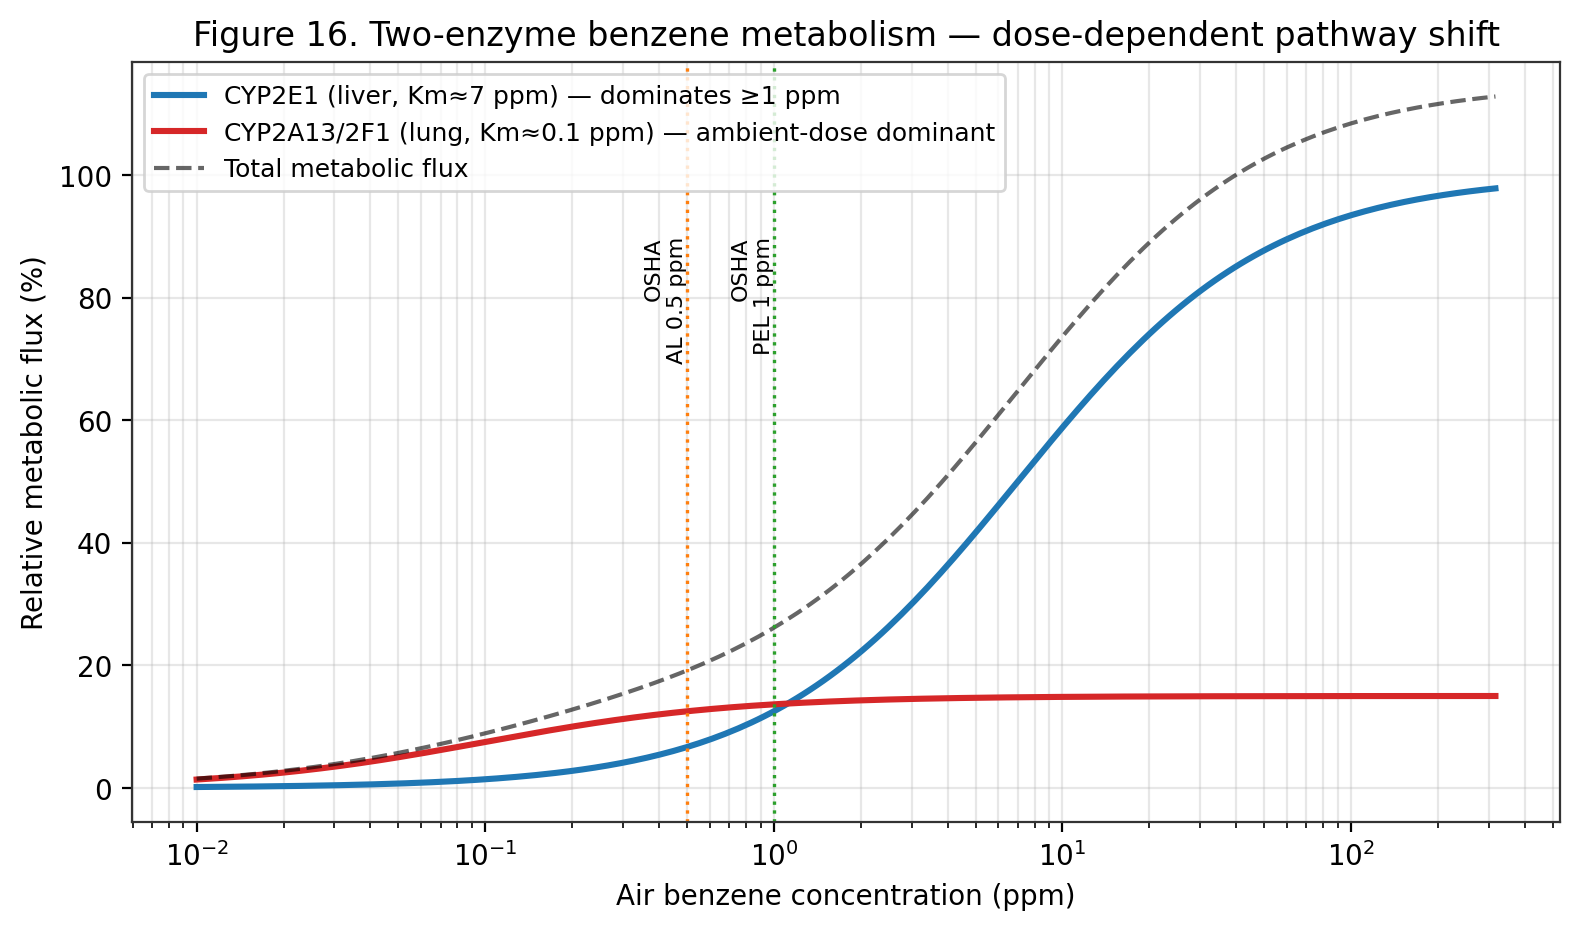 Figure 16. Two-enzyme benzene metabolism — dose-dependent pathway shift
CYP2E1 (liver, Km≈7 ppm) — dominates ≥1 ppm
CYP2A13/2F1 (lung, Km≈0.1 ppm) — ambient-dose dominant
Total metabolic flux
OSHA
AL 0.5 ppm
OSHA
PEL 1 ppm
Relative metabolic flux (%)
100
80
60
40
20
0
10⁻²
10⁻¹
10⁰
10¹
10²
Air benzene concentration (ppm)